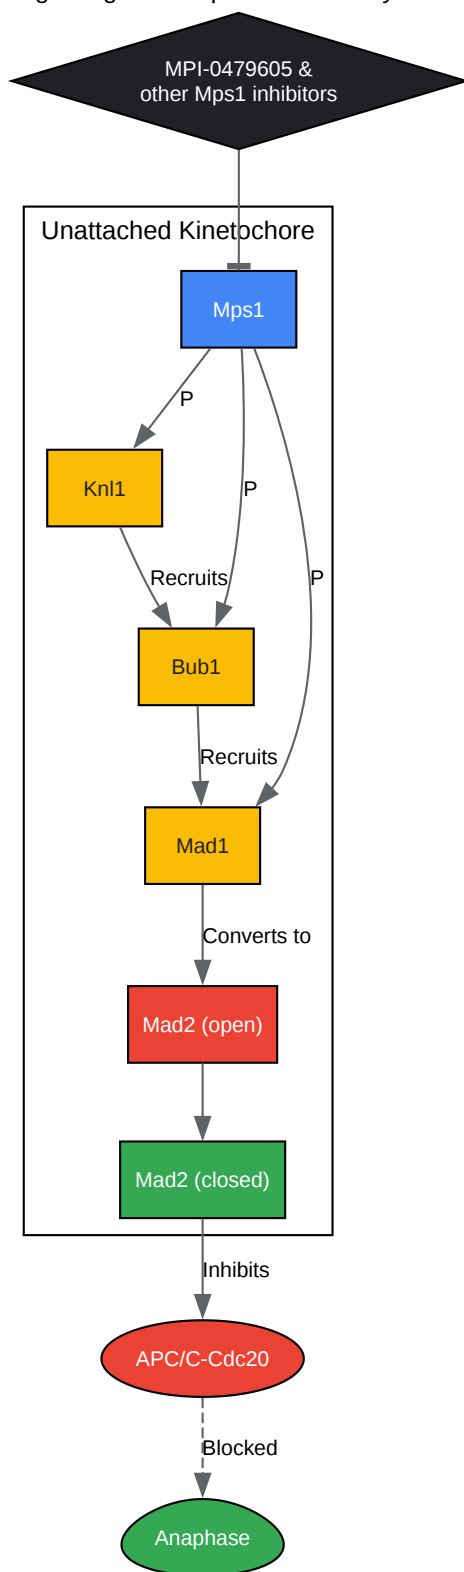 MPI-0479605 &
other Mps1 inhibitors
Unattached Kinetochore
Mps1
P
Knl1
P
Recruits
P
Bub1
Recruits
Mad1
Converts to
Mad2 (open)
Mad2 (closed)
Inhibits
APC/C-Cdc20
Blocked
Anaphase